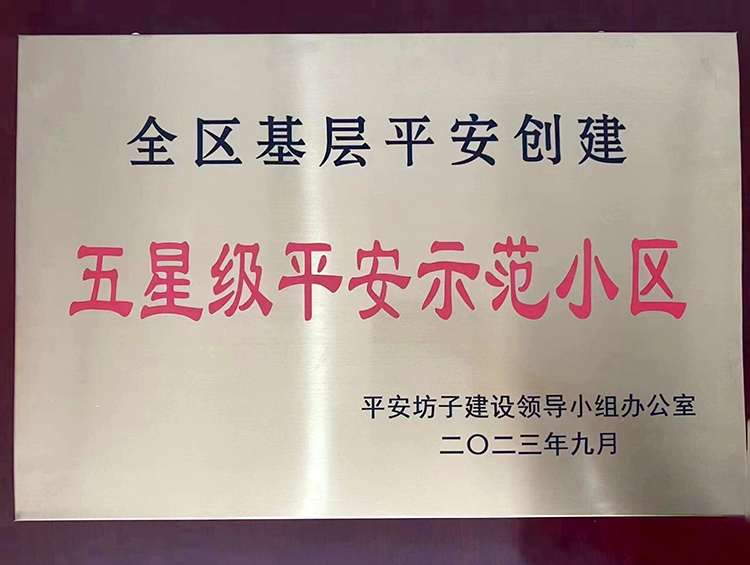 全区基层平安创建
五星级平安示范小区
平安坊子建设领导小组办公室
二〇二三年九月